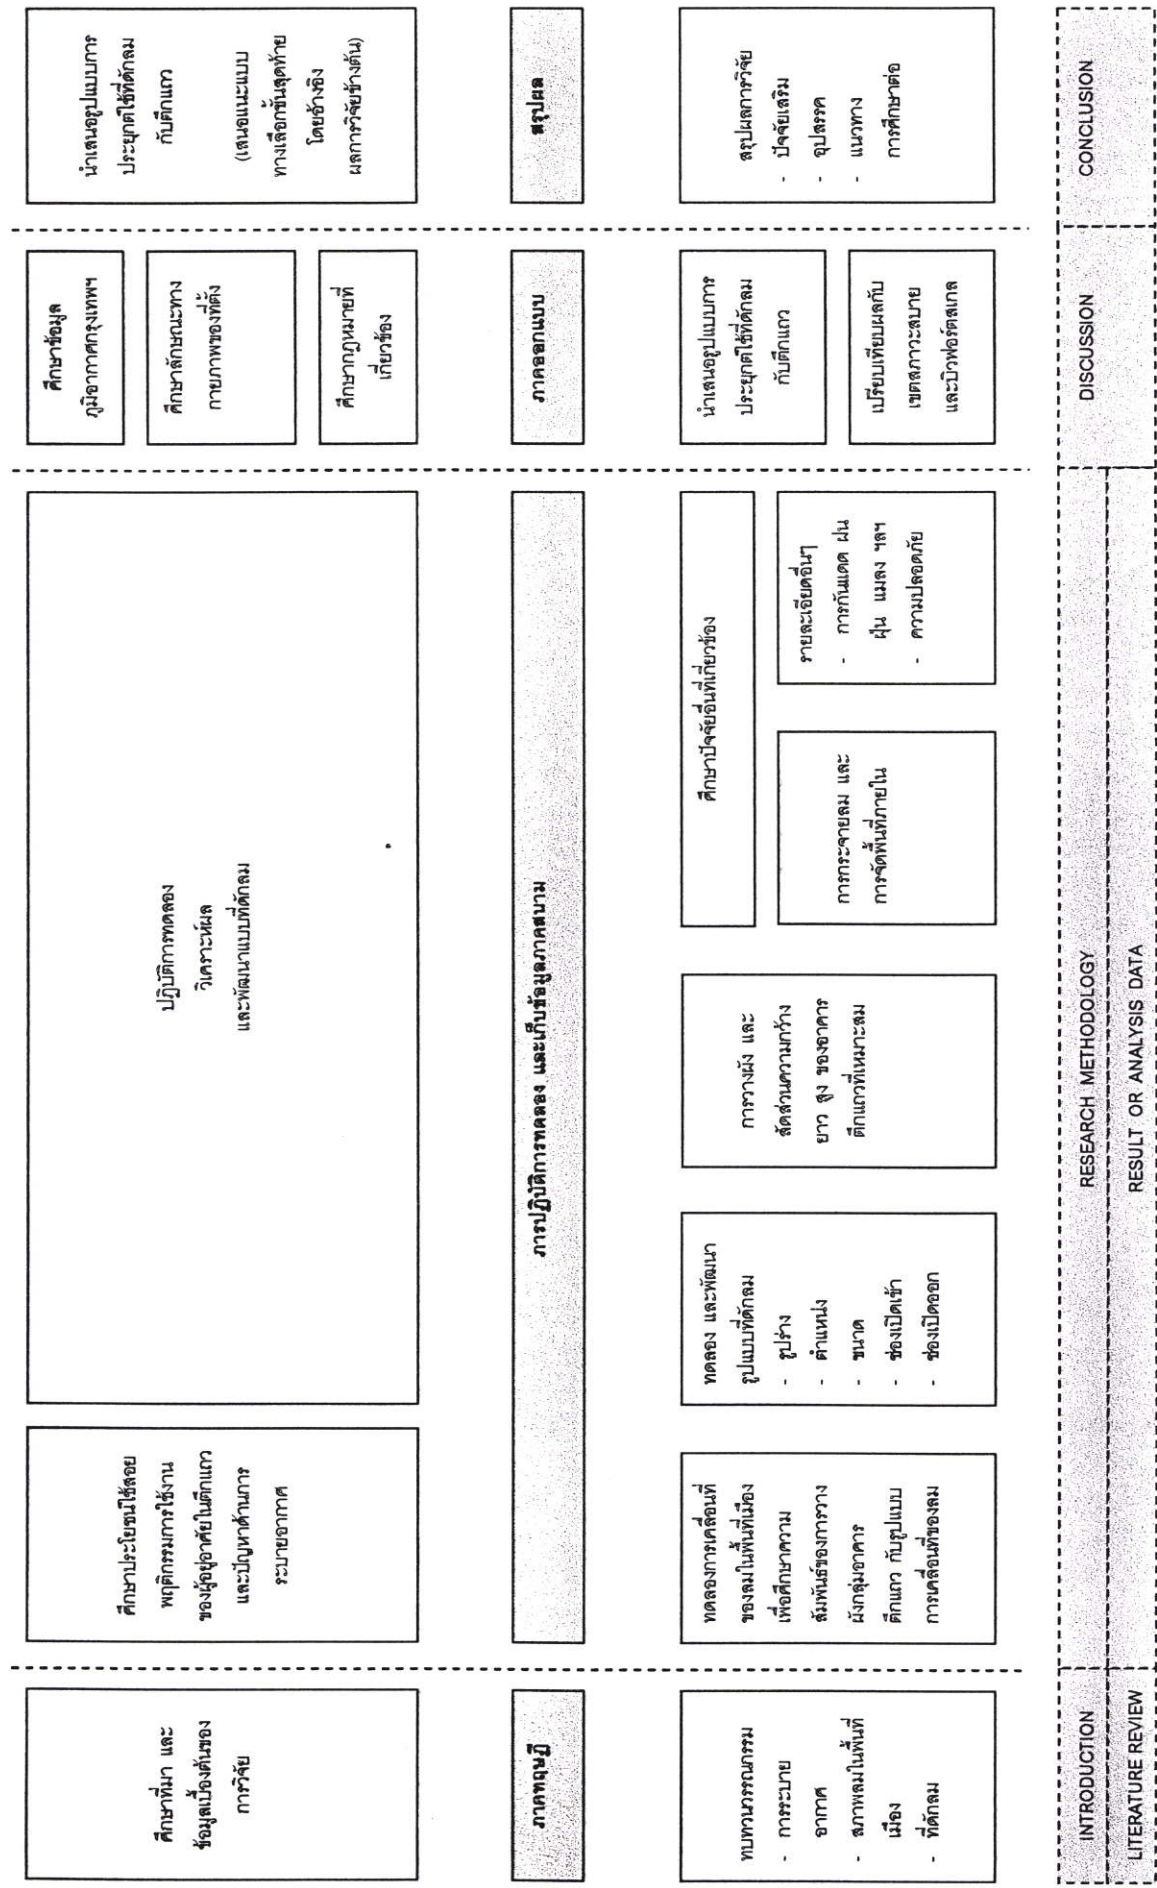 ศึกษาที่มา และ
ข้อมูลเบื้องต้นของ
การวิจัย
ศึกษาประโยชน์ใช้สอย
พฤติกรรมการใช้งาน
ของผู้อยู่อาศัยในตึกแถว
และปัญหาด้านการ
ระบายอากาศ
ปฏิบัติการทดลอง
วิเคราะห์ผล
และพัฒนาแบบที่ดักลม
ศึกษาข้อมูล
ภูมิอากาศกรุงเทพฯ
ศึกษาลักษณะทาง
กายภาพของที่ตั้ง
ศึกษากฎหมายที่
เกี่ยวข้อง
นำเสนอรูปแบบการ
ประยุกต์ใช้ที่ดักลม
กับตึกแถว
(เสนอแนะแบบ
ทางเลือกขั้นสุดท้าย
โดยอ้างอิง
ผลการวิจัยข้างต้น)
ภาคทฤษฎี
การปฏิบัติการทดลอง และเก็บข้อมูลภาคสนาม
ภาคออกแบบ
สรุปผล
ทบทวนวรรณกรรม
- การระบาย
อากาศ
- สภาพลมในพื้นที่
เมือง
- ที่ดักลม
ทดลองการเคลื่อนที่
ของลมในพื้นที่เมือง
เพื่อศึกษาความ
สัมพันธ์ของการวาง
ผังกลุ่มอาคาร
ตึกแถว กับรูปแบบ
การเคลื่อนที่ของลม
ทดลอง และพัฒนา
รูปแบบที่ดักลม
- รูปร่าง
- ตำแหน่ง
- ขนาด
- ช่องเปิดเข้า
- ช่องเปิดออก
การวางผัง และ
สัดส่วนความกว้าง
ยาว สูง ของอาคาร
ตึกแถวที่เหมาะสม
ศึกษาปัจจัยอื่นที่เกี่ยวข้อง
การกระจายลม และ
การจัดพื้นที่ภายใน
รายละเอียดอื่นๆ
- การกันแดด ฝน
ฝุ่น แมลง ฯลฯ
- ความปลอดภัย
นำเสนอรูปแบบการ
ประยุกต์ใช้ที่ดักลม
กับตึกแถว
เปรียบเทียบผลกับ
เขตสภาวะสบาย
และบิวฟอร์ตสเกล
สรุปผลการวิจัย
- ปัจจัยเสริม
- อุปสรรค
- แนวทาง
การศึกษาต่อ
INTRODUCTION
RESEARCH METHODOLOGY
DISCUSSION
CONCLUSION
LITERATURE REVIEW
RESULT OR ANALYSIS DATA